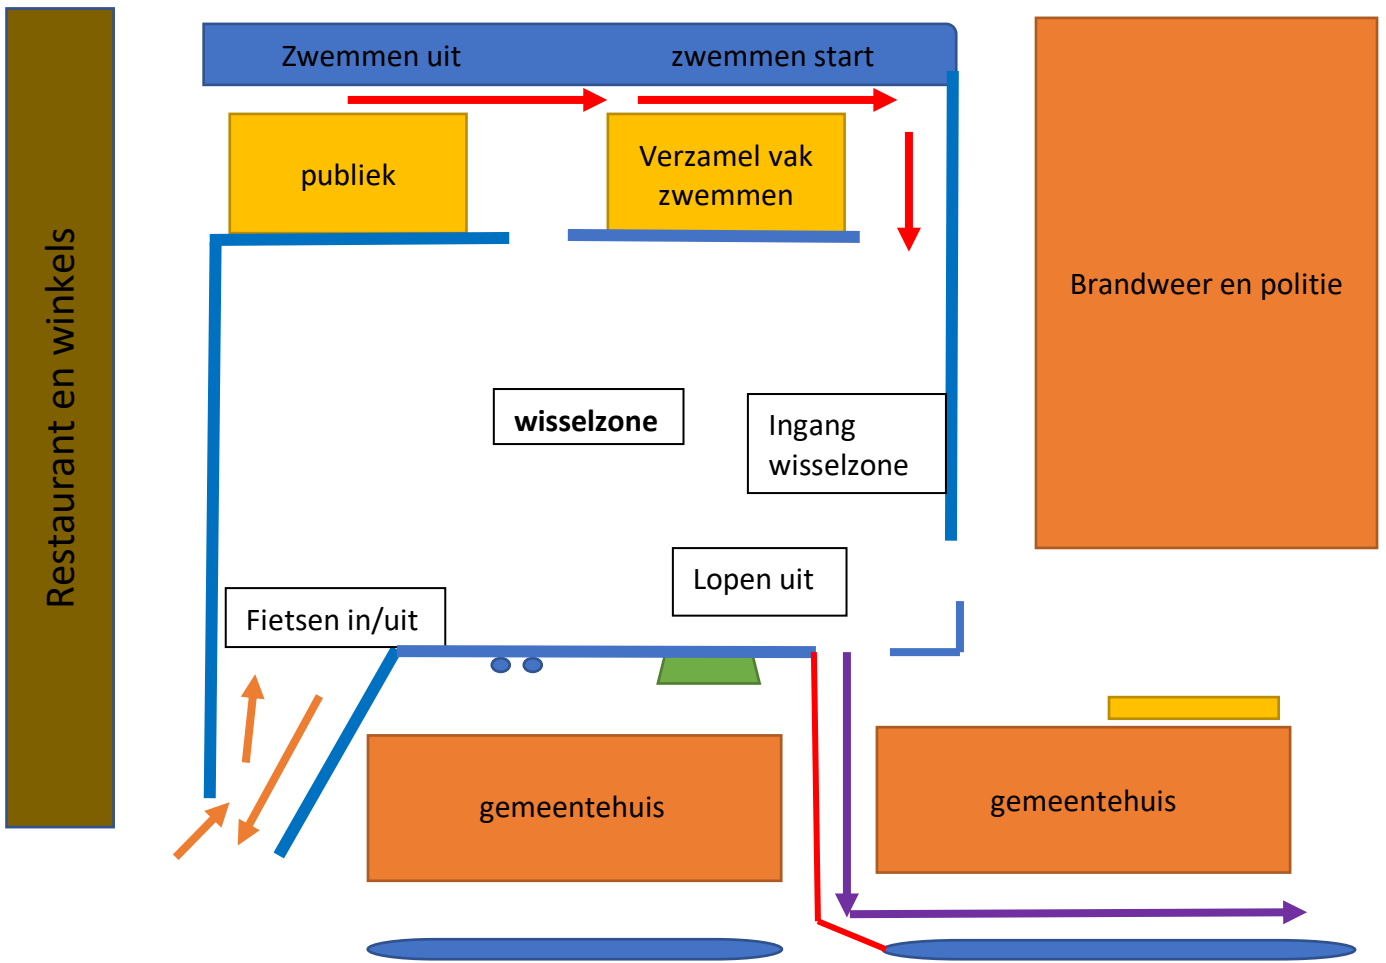 Zwemmen uit
zwemmen start
publiek
Verzamel vak
zwemmen
Restaurant en winkels
Brandweer en politie
wisselzone
Ingang
wisselzone
Lopen uit
Fietsen in/uit
gemeentehuis
gemeentehuis